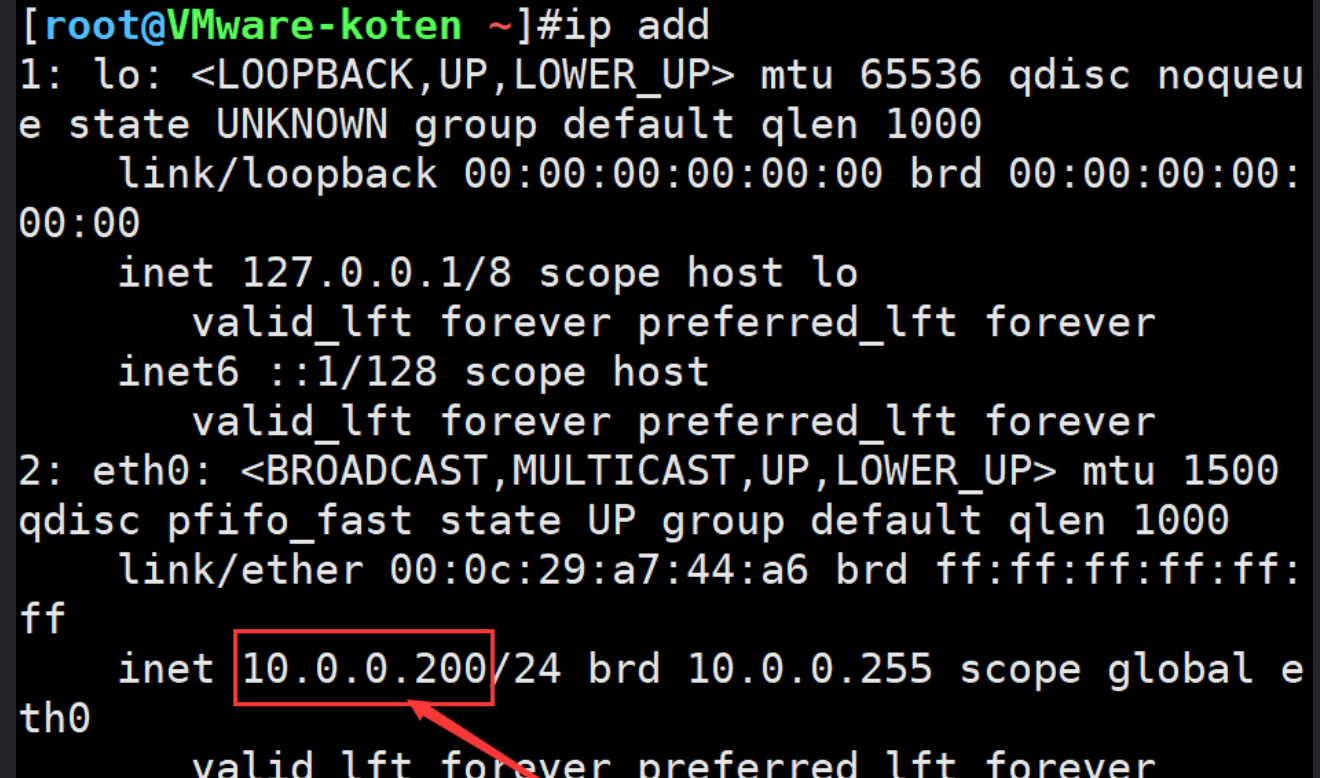 [root@VMware-koten ~]#ip add
1: lo: <LOOPBACK,UP,LOWER_UP> mtu 65536 qdisc noqueu
e state UNKNOWN group default qlen 1000
    link/loopback 00:00:00:00:00:00 brd 00:00:00:00:
00:00
    inet 127.0.0.1/8 scope host lo
       valid_lft forever preferred_lft forever
    inet6 ::1/128 scope host
       valid_lft forever preferred_lft forever
2: eth0: <BROADCAST,MULTICAST,UP,LOWER_UP> mtu 1500
qdisc pfifo_fast state UP group default qlen 1000
    link/ether 00:0c:29:a7:44:a6 brd ff:ff:ff:ff:ff:
ff
    inet 10.0.0.200/24 brd 10.0.0.255 scope global e
th0
       valid_lft forever preferred_lft forever